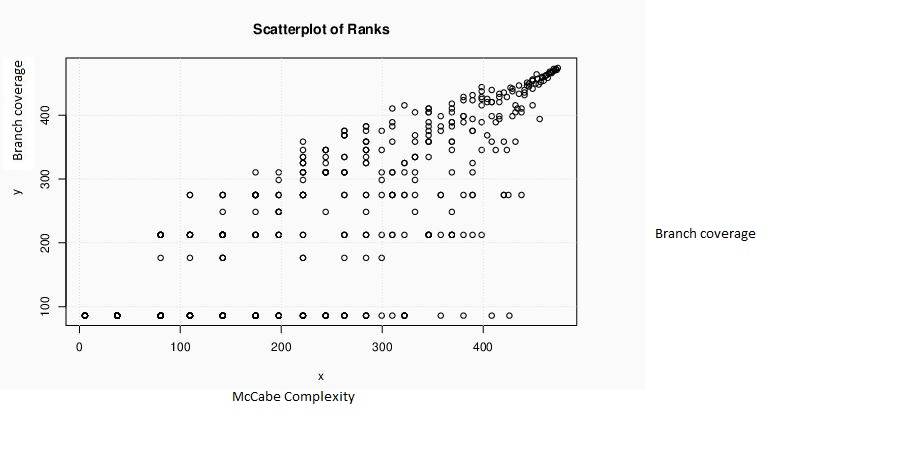 Scatterplot of Ranks
Branch coverage
y
400
300
200
100
0
100
200
300
400
x
McCabe Complexity
Branch coverage